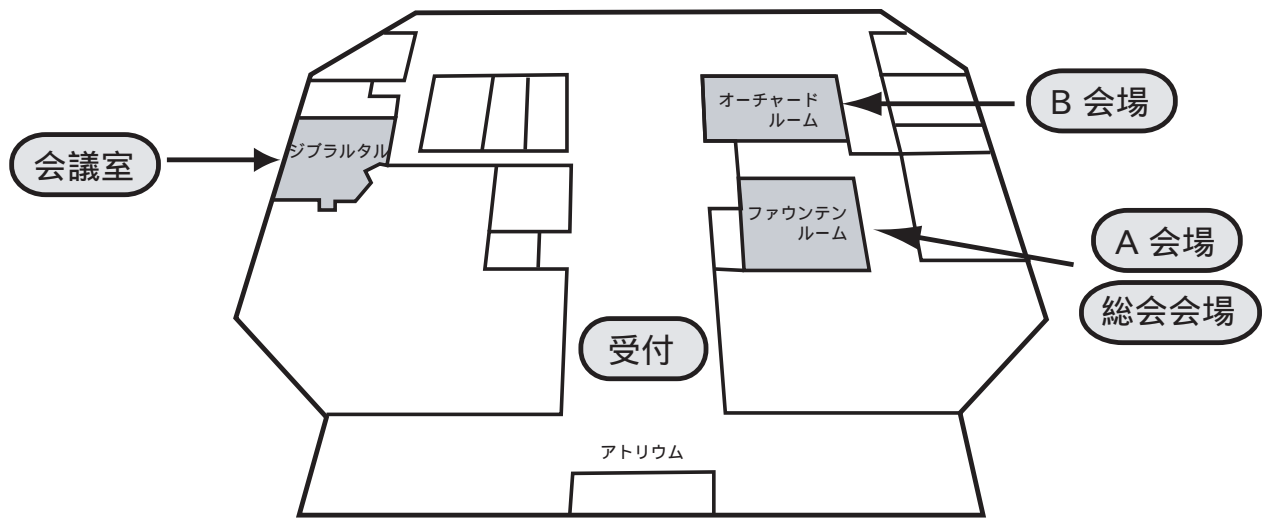 オーチャード
ルーム
B 会場
会議室
ジブラルタル
ファウンテン
ルーム
A 会場
総会会場
受付
アトリウム